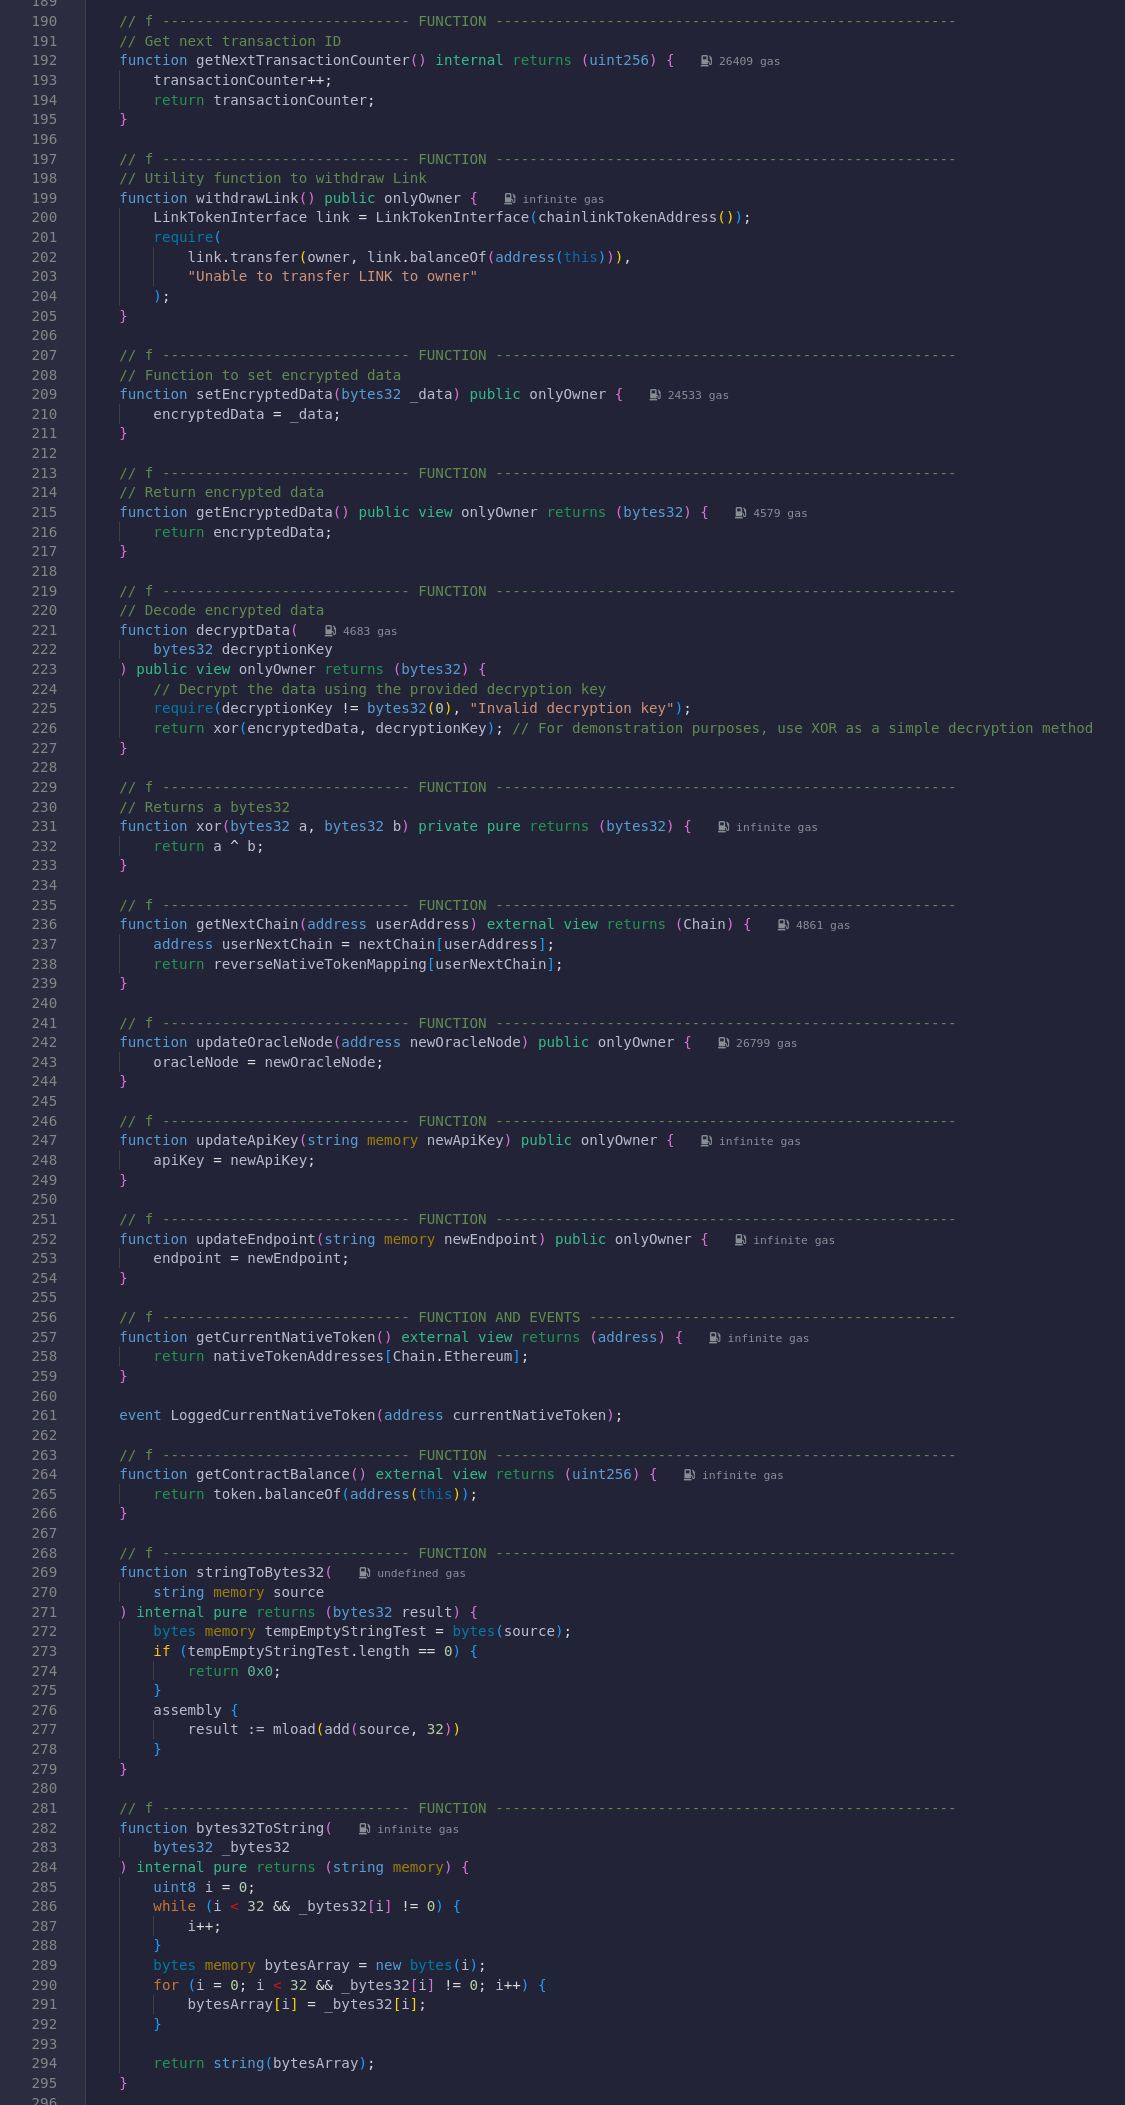 189
190 // f ----------------------------- FUNCTION ------------------------------------------------------
191 // Get next transaction ID
192 function getNextTransactionCounter() internal returns (uint256) { 26409 gas
193 transactionCounter++;
194 return transactionCounter;
195 }
196
197 // f ----------------------------- FUNCTION ------------------------------------------------------
198 // Utility function to withdraw Link
199 function withdrawLink() public onlyOwner { infinite gas
200 LinkTokenInterface link = LinkTokenInterface(chainlinkTokenAddress());
201 require(
202 link.transfer(owner, link.balanceOf(address(this))),
203 "Unable to transfer LINK to owner"
204 );
205 }
206
207 // f ----------------------------- FUNCTION ------------------------------------------------------
208 // Function to set encrypted data
209 function setEncryptedData(bytes32 _data) public onlyOwner { 24533 gas
210 encryptedData = _data;
211 }
212
213 // f ----------------------------- FUNCTION ------------------------------------------------------
214 // Return encrypted data
215 function getEncryptedData() public view onlyOwner returns (bytes32) { 4579 gas
216 return encryptedData;
217 }
218
219 // f ----------------------------- FUNCTION ------------------------------------------------------
220 // Decode encrypted data
221 function decryptData( 4683 gas
222 bytes32 decryptionKey
223 ) public view onlyOwner returns (bytes32) {
224 // Decrypt the data using the provided decryption key
225 require(decryptionKey != bytes32(0), "Invalid decryption key");
226 return xor(encryptedData, decryptionKey); // For demonstration purposes, use XOR as a simple decryption method
227 }
228
229 // f ----------------------------- FUNCTION ------------------------------------------------------
230 // Returns a bytes32
231 function xor(bytes32 a, bytes32 b) private pure returns (bytes32) { infinite gas
232 return a ^ b;
233 }
234
235 // f ----------------------------- FUNCTION ------------------------------------------------------
236 function getNextChain(address userAddress) external view returns (Chain) { 4861 gas
237 address userNextChain = nextChain[userAddress];
238 return reverseNativeTokenMapping[userNextChain];
239 }
240
241 // f ----------------------------- FUNCTION ------------------------------------------------------
242 function updateOracleNode(address newOracleNode) public onlyOwner { 26799 gas
243 oracleNode = newOracleNode;
244 }
245
246 // f ----------------------------- FUNCTION ------------------------------------------------------
247 function updateApiKey(string memory newApiKey) public onlyOwner { infinite gas
248 apiKey = newApiKey;
249 }
250
251 // f ----------------------------- FUNCTION ------------------------------------------------------
252 function updateEndpoint(string memory newEndpoint) public onlyOwner { infinite gas
253 endpoint = newEndpoint;
254 }
255
256 // f ----------------------------- FUNCTION AND EVENTS -------------------------------------------
257 function getCurrentNativeToken() external view returns (address) { infinite gas
258 return nativeTokenAddresses[Chain.Ethereum];
259 }
260
261 event LoggedCurrentNativeToken(address currentNativeToken);
262
263 // f ----------------------------- FUNCTION ------------------------------------------------------
264 function getContractBalance() external view returns (uint256) { infinite gas
265 return token.balanceOf(address(this));
266 }
267
268 // f ----------------------------- FUNCTION ------------------------------------------------------
269 function stringToBytes32( undefined gas
270 string memory source
271 ) internal pure returns (bytes32 result) {
272 bytes memory tempEmptyStringTest = bytes(source);
273 if (tempEmptyStringTest.length == 0) {
274 return 0x0;
275 }
276 assembly {
277 result := mload(add(source, 32))
278 }
279 }
280
281 // f ----------------------------- FUNCTION ------------------------------------------------------
282 function bytes32ToString( infinite gas
283 bytes32 _bytes32
284 ) internal pure returns (string memory) {
285 uint8 i = 0;
286 while (i < 32 && _bytes32[i] != 0) {
287 i++;
288 }
289 bytes memory bytesArray = new bytes(i);
290 for (i = 0; i < 32 && _bytes32[i] != 0; i++) {
291 bytesArray[i] = _bytes32[i];
292 }
293
294 return string(bytesArray);
295 }
296